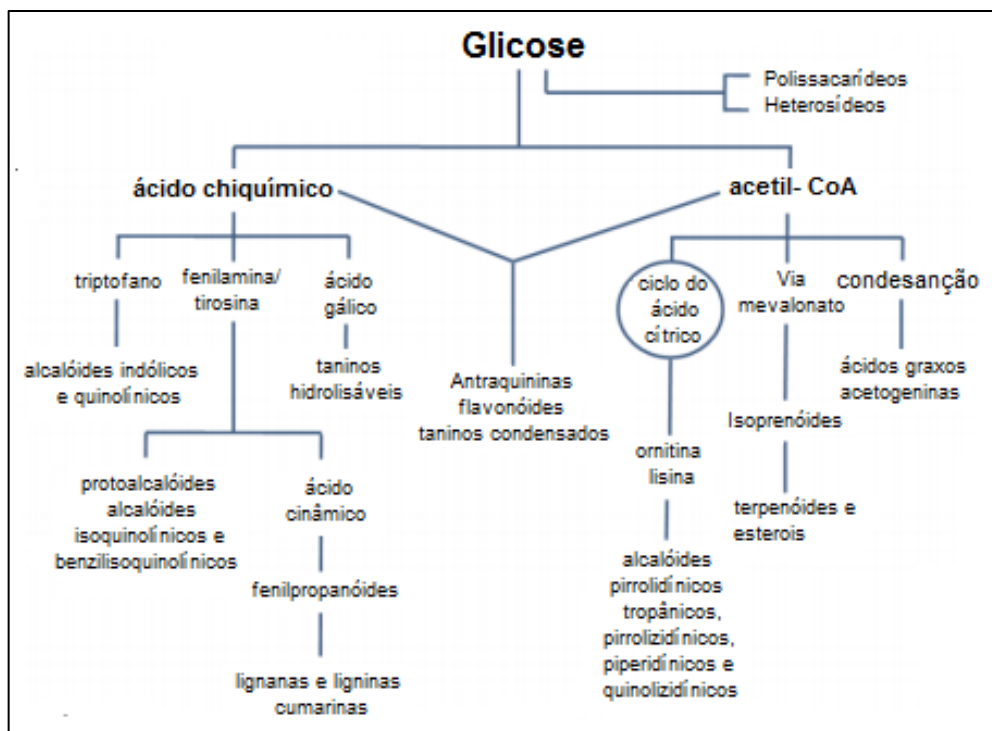 Glicose
Polissacarídeos
Heterosídeos
ácido chiquímico
acetil- CoA
triptofano
fenilamina/
tirosina
ácido
gálico
ciclo do
ácido
cítrico
Via
mevalonato
condesanção
alcalóides indólicos
e quinolínicos
taninos
hidrolisáveis
Antraquininas
flavonóides
taninos condensados
ácidos graxos
acetogeninas
ornitina
lisina
Isoprenóides
protoalcalóides
alcalóides
isoquinolínicos e
benzilisoquinolínicos
ácido
cinâmico
terpenóides e
esterois
fenilpropanóides
alcalóides
pirrolidínicos
tropânicos,
pirrolizidínicos,
piperidínicos e
quinolizidínicos
lignanas e ligninas
cumarinas